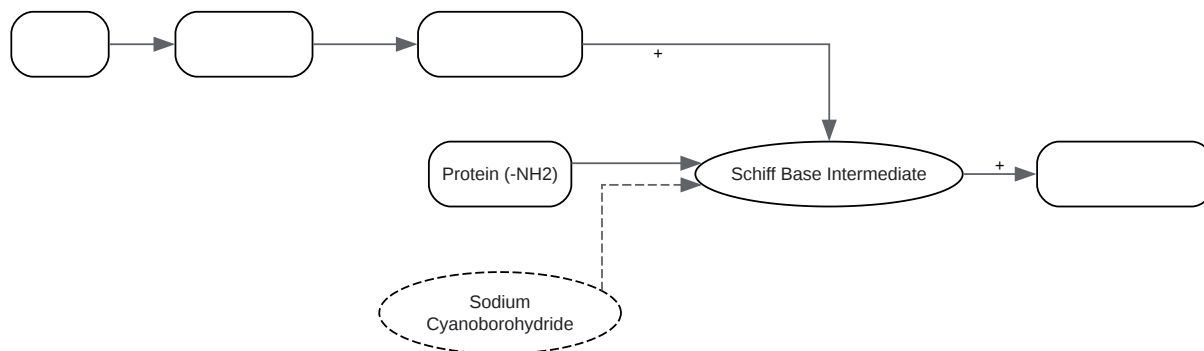 +
Protein (-NH2)
Schiff Base Intermediate
+
Sodium
Cyanoborohydride